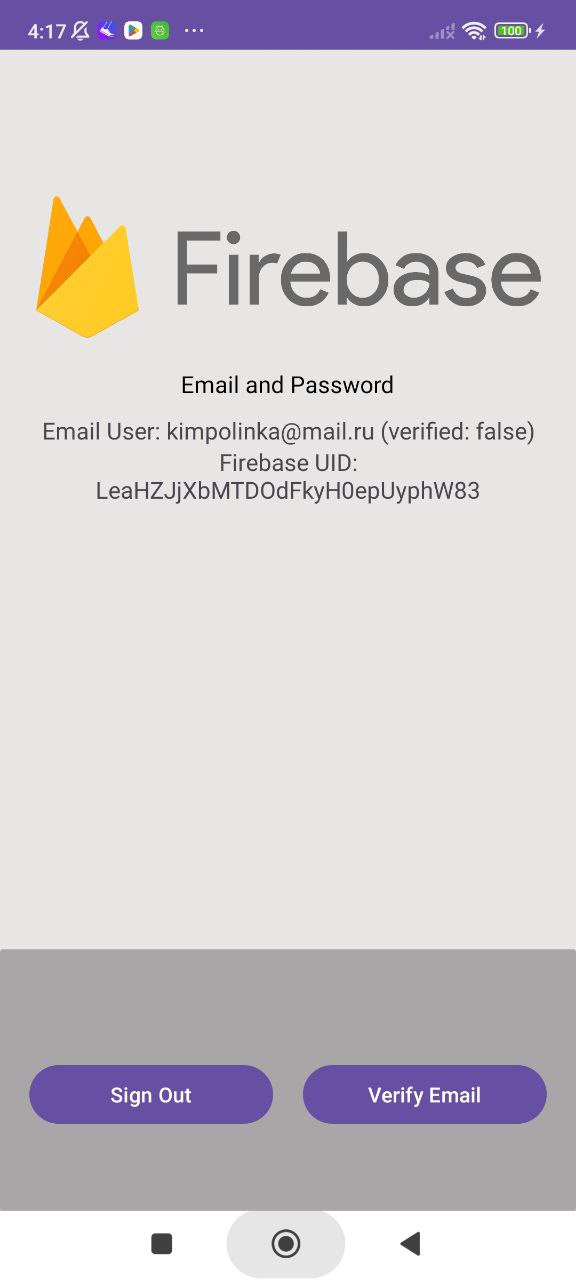 4:17
100
Firebase
Email and Password
Email User: kimpolinka@mail.ru (verified: false)
Firebase UID:
LeaHZJjXbMTDOdFkyH0epUyphW83
Sign Out
Verify Email